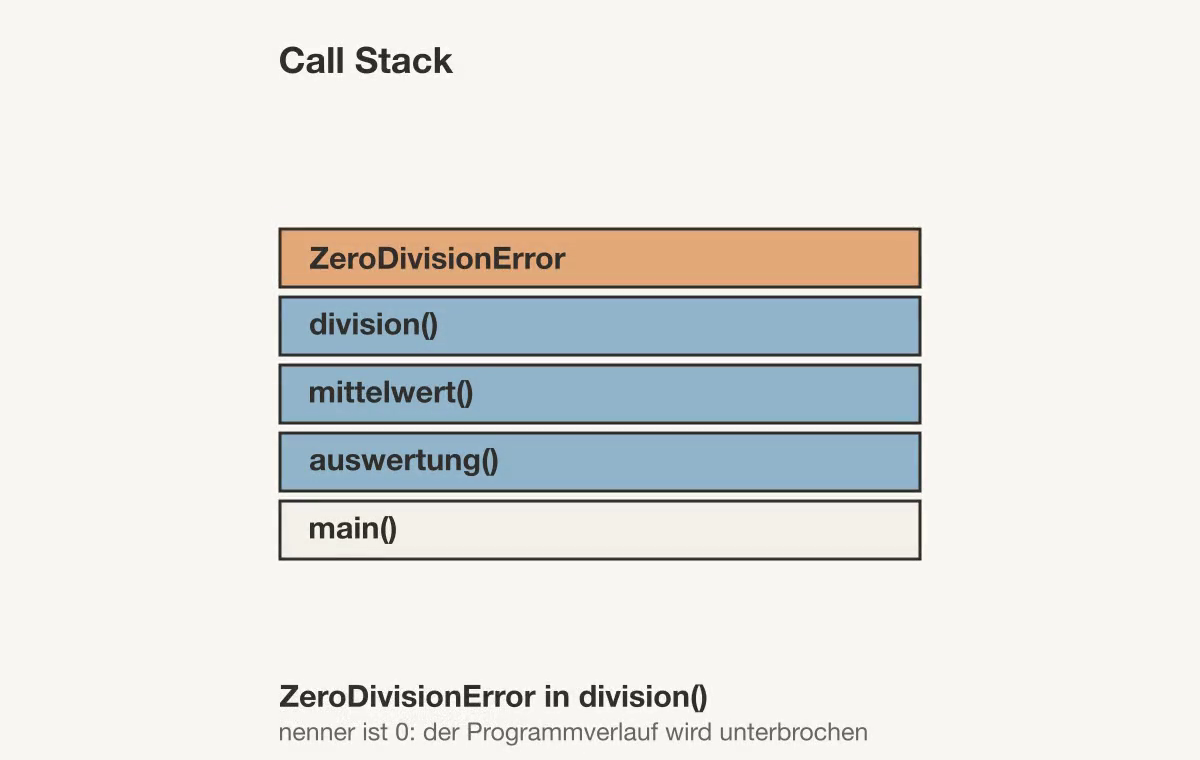 Call Stack
ZeroDivisionError
division()
mittelwert()
auswertung()
main()
ZeroDivisionError in division()
nenner ist 0: der Programmverlauf wird unterbrochen